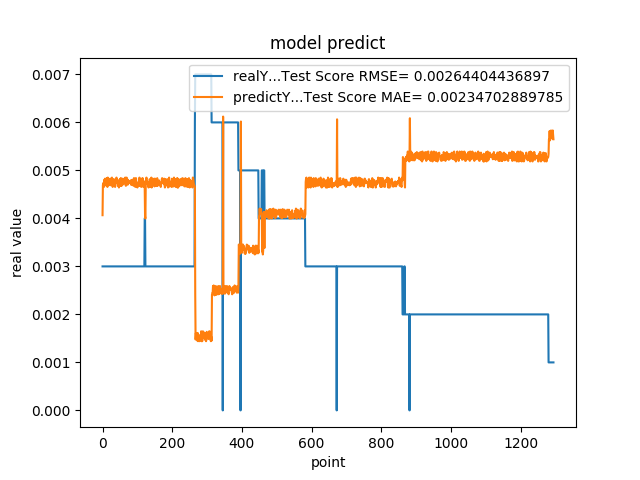 model predict
realY...Test Score RMSE= 0.00264404436897
predictY...Test Score MAE= 0.00234702889785
0.007
0.006
0.005
0.004
0.003
0.002
0.001
0.000
real value
0 200 400 600 800 1000 1200
point